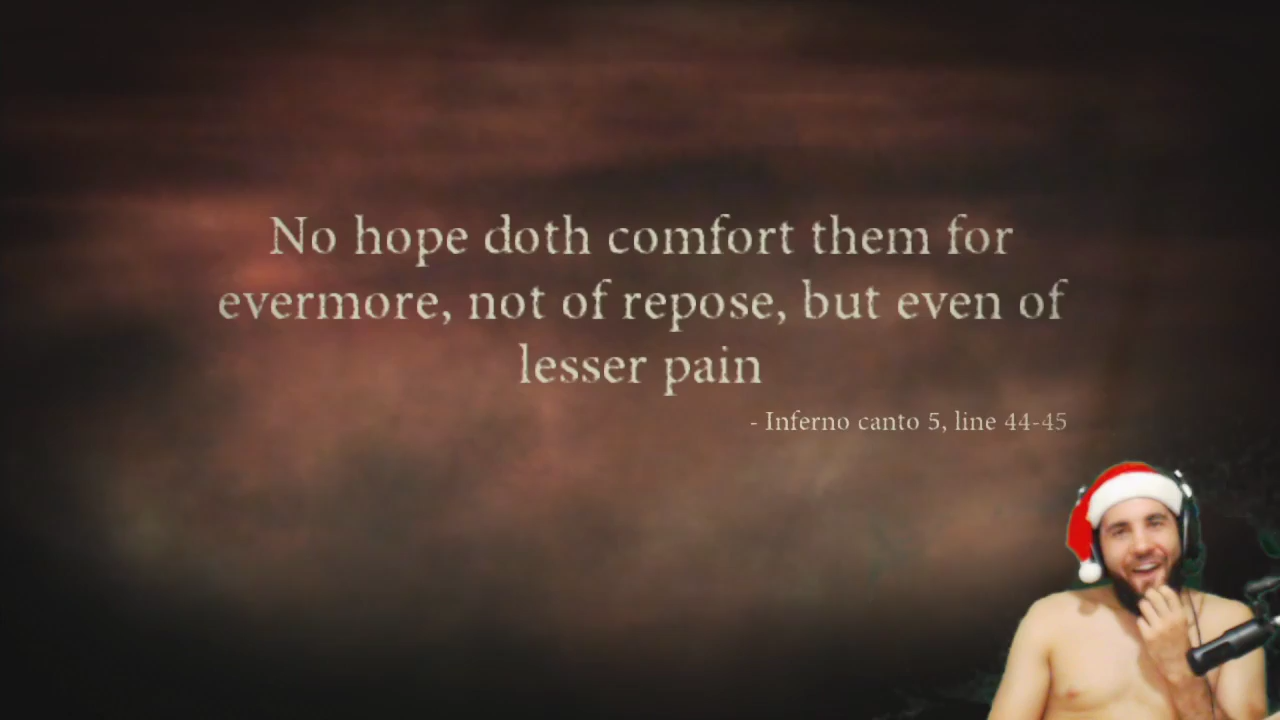 No hope doth comfort them for
evermore, not of repose, but even of
lesser pain
- Inferno canto 5, line 44-45